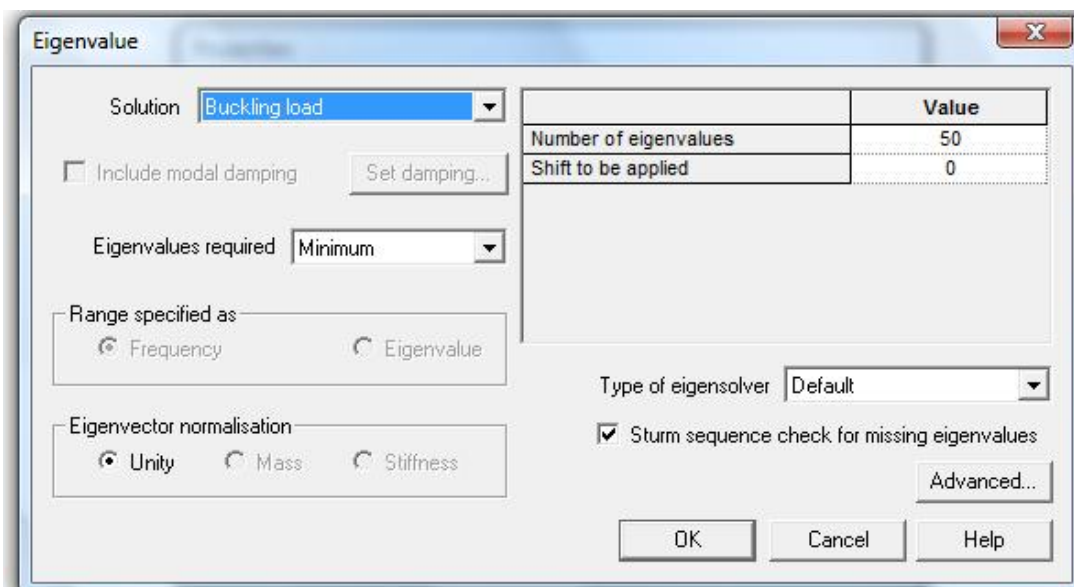 Eigenvalue
Solution Buckling load
Include modal damping Set damping...
Eigenvalues required Minimum
Range specified as
Frequency Eigenvalue
Eigenvector normalisation
Unity Mass Stiffness
Value
Number of eigenvalues 50
Shift to be applied 0
Type of eigensolver Default
Sturm sequence check for missing eigenvalues
Advanced...
OK Cancel Help